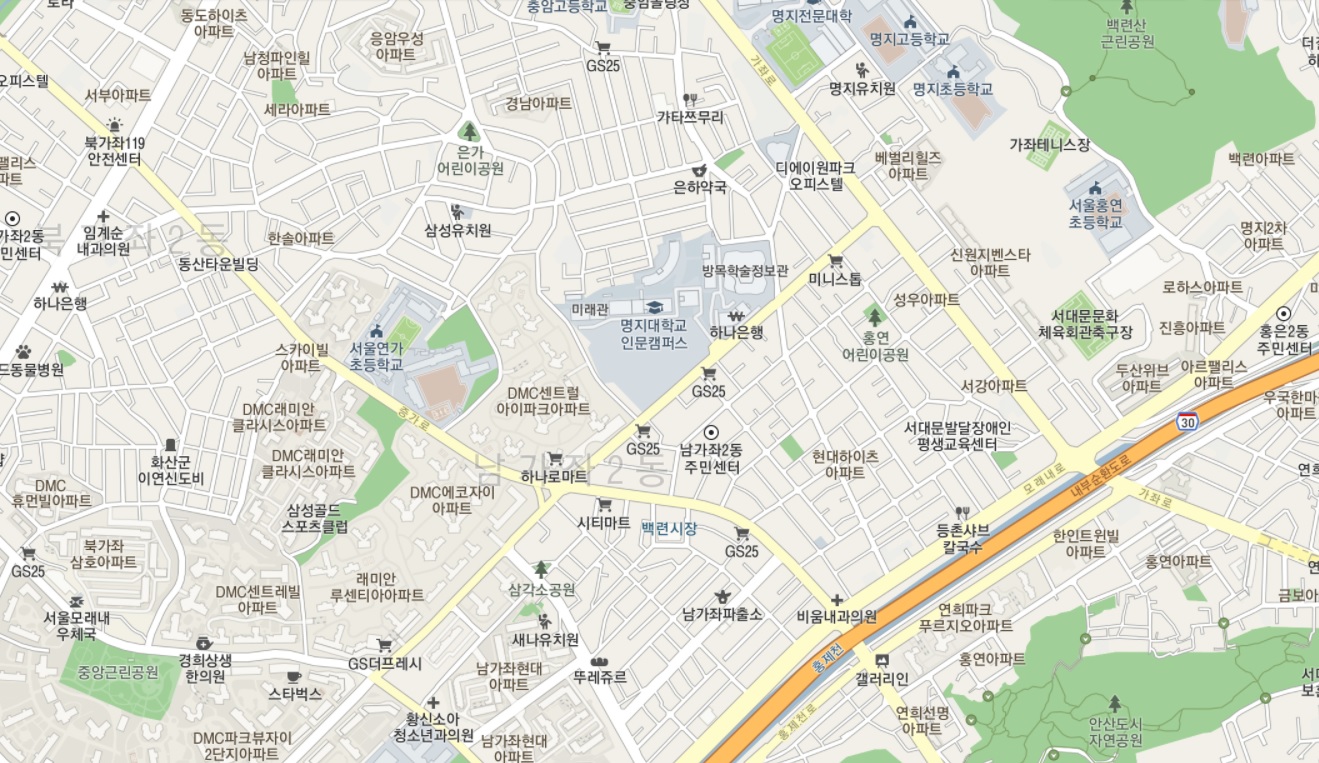 동도하이츠
아파트
충암고등학교
명지전문대학
백련산
근린공원
응암우성
아파트
명지고등학교
남청파인힐
아파트
GS25
가좌로
오피스텔
서부아파트
세라아파트
경남아파트
가타쯔무리
명지유치원
명지초등학교
북가좌119
안전센터
은가
어린이공원
은하약국
디에이원파크
오피스텔
베벌리힐즈
아파트
가좌테니스장
백련아파트
팰리스
서울홍연
초등학교
임계순
내과의원
북가좌2동
한솔아파트
삼성유치원
명지2차
아파트
동산타운빌딩
신원지벤스타
아파트
방목학술정보관
미니스톱
하나은행
로하스아파트
성우아파트
미래관
명지대학교
인문캠퍼스
하나은행
홍연
어린이공원
서대문문화
체육회관축구장
진흥아파트
홍은2동
주민센터
스카이빌
아파트
서울연가
초등학교
두산위브
아파트
아르팰리스
아파트
드동물병원
GS25
서강아파트
DMC센트럴
아이파크아파트
DMC래미안
클라시스아파트
증가로
30
우국한마
아파트
GS25
남가좌2동
주민센터
서대문발달장애인
평생교육센터
화산군
이연신도비
DMC래미안
클라시스아파트
하나로마트
남가좌2동
현대하이츠
아파트
모래내로
내부순환도로
가좌로
DMC
휴먼빌아파트
DMC에코자이
아파트
삼성골드
스포츠클럽
시티마트
백련시장
GS25
등촌샤브
칼국수
한인트윈빌
아파트
북가좌
삼호아파트
GS25
홍연아파트
삼각소공원
래미안
루센티아아파트
DMC센트레빌
아파트
금보아
서울모래내
우체국
남가좌파출소
비움내과의원
연희파크
푸르지오아파트
새나유치원
중앙근린공원
경희상생
한의원
GS더프레시
홍제천
홍연아파트
스타벅스
남가좌현대
아파트
뚜레쥬르
갤러리인
황신소아
청소년과의원
연희선명
아파트
홍제천로
안산도시
자연공원
DMC파크뷰자이
2단지아파트
남가좌현대
아파트